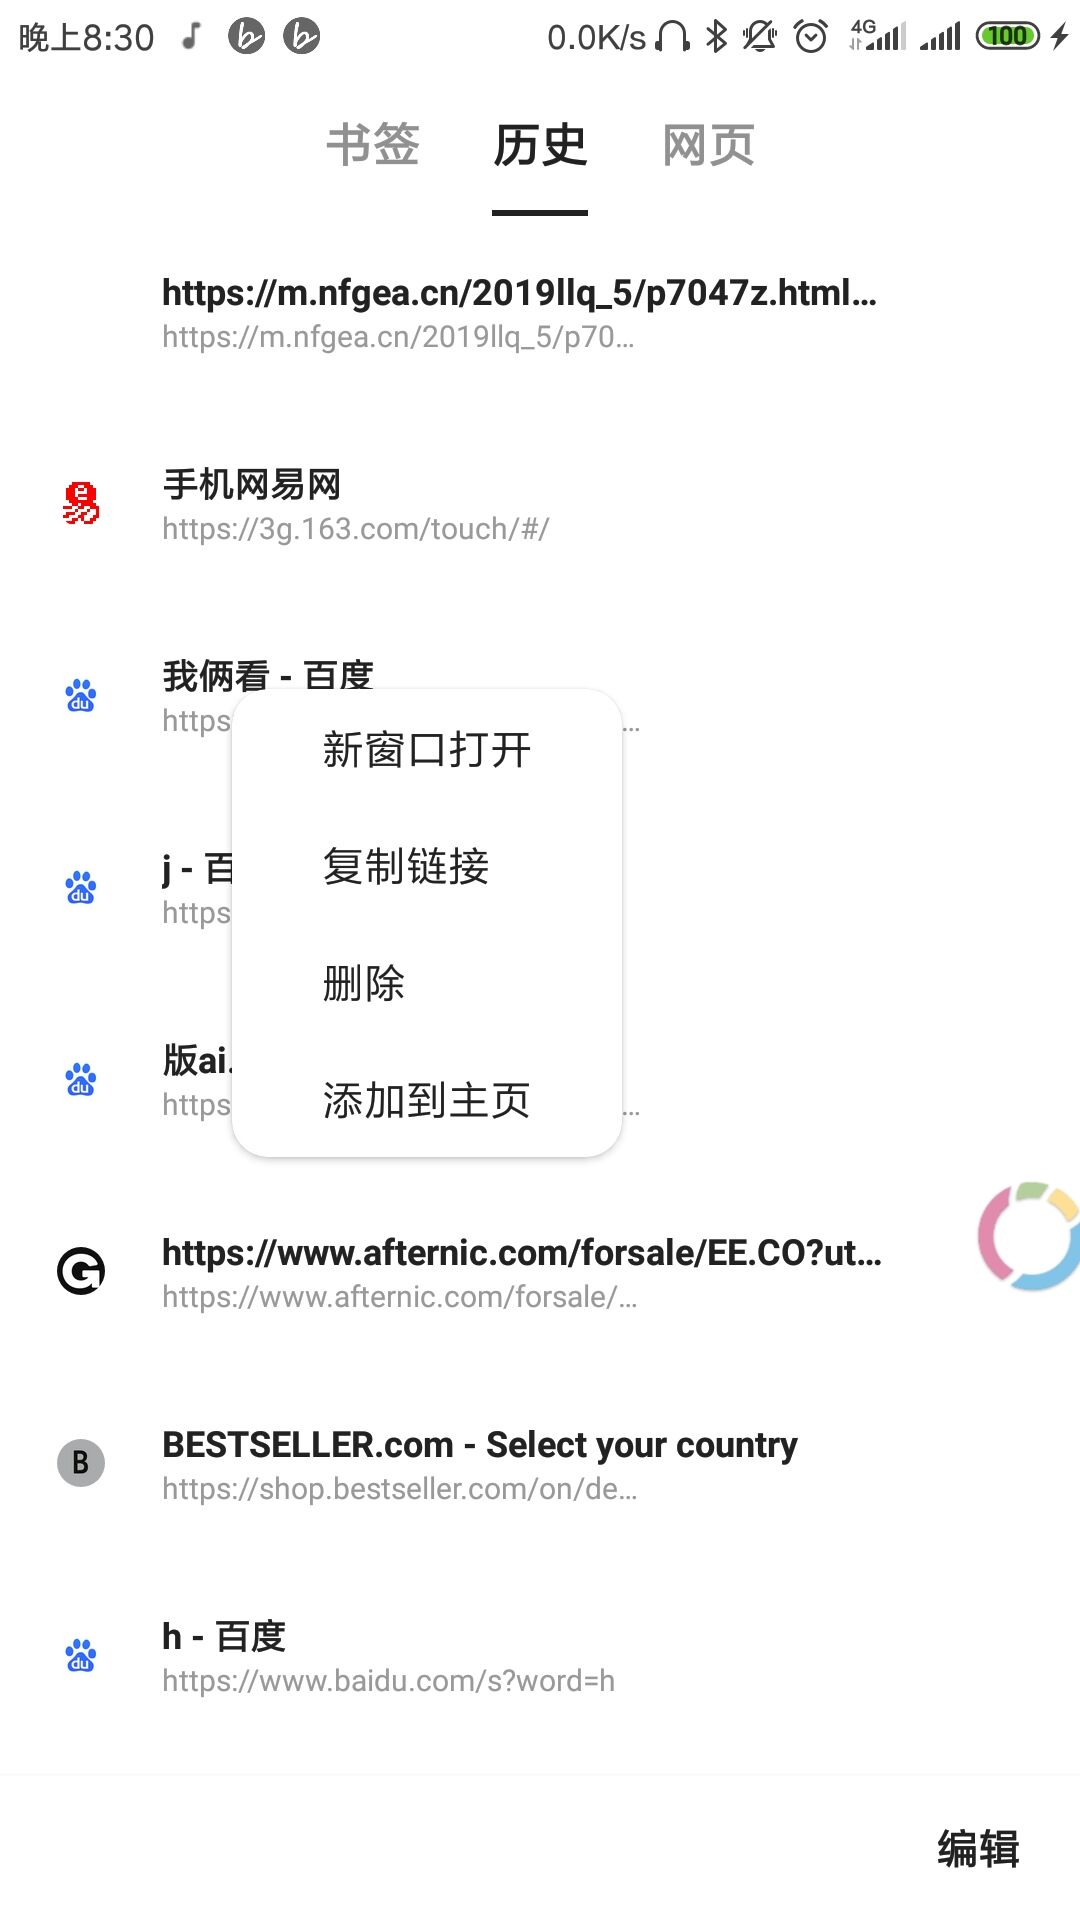 晚上8:30
0.0K/s
4G
100
书签 历史 网页
https://m.nfgea.cn/2019llq_5/p7047z.html...
https://m.nfgea.cn/2019llq_5/p70...
手机网易网
https://3g.163.com/touch/#/
我俩看 - 百度
https
...
新窗口打开
j - 百
https
复制链接
删除
版ai.
https
...
添加到主页
https://www.afternic.com/forsale/EE.CO?ut...
https://www.afternic.com/forsale/...
B
BESTSELLER.com - Select your country
https://shop.bestseller.com/on/de...
du
h - 百度
https://www.baidu.com/s?word=h
编辑